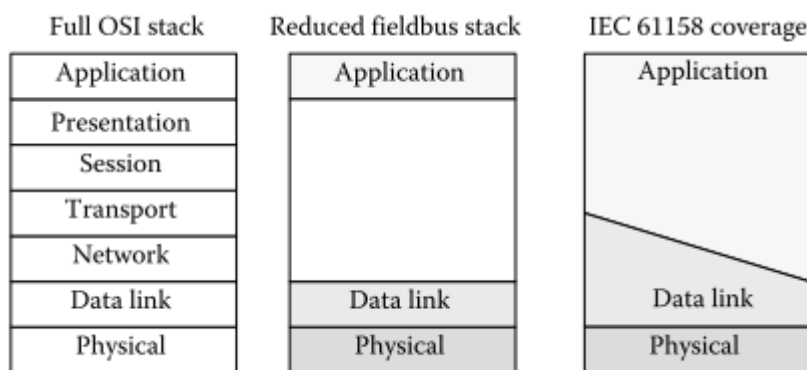 Full OSI stack
Application
Presentation
Session
Transport
Network
Data link
Physical
Reduced fieldbus stack
Application
Data link
Physical
IEC 61158 coverage
Application
Data link
Physical